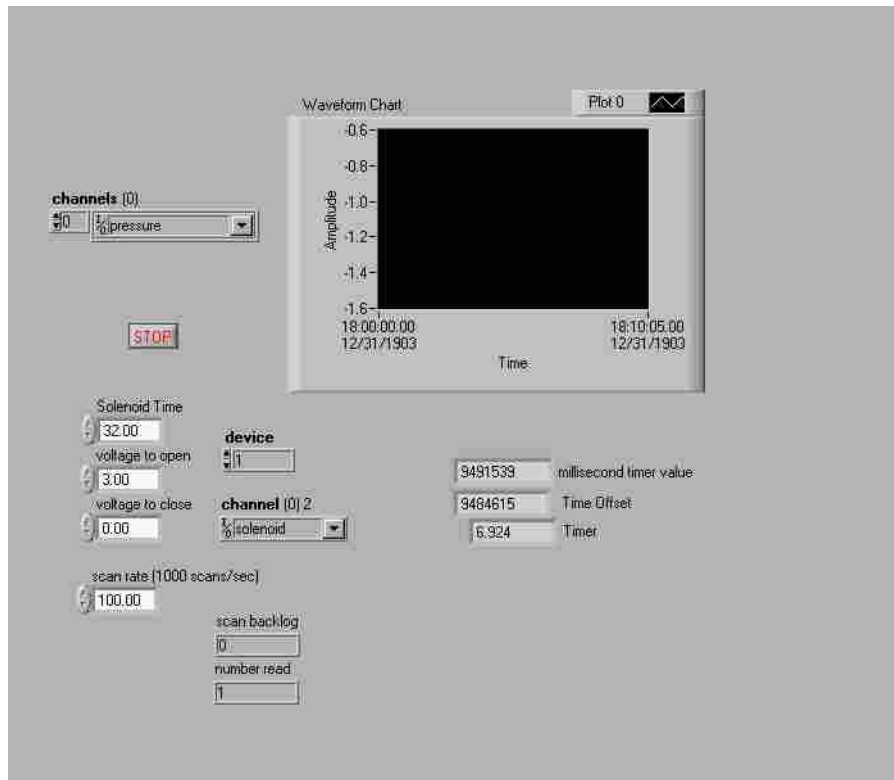 Waveform Chart
Plot 0
-0.6
-0.8
-1.0
-1.2
-1.4
-1.6
Amplitude
18:00:00.00
12/31/1903
18:10:05.00
12/31/1903
Time
channels (0)
0
pressure
STOP
Solenoid Time
32.00
voltage to open
3.00
voltage to close
0.00
device
1
channel (0) 2
solenoid
9491539 millisecond timer value
9484615 Time Offset
6.924 Timer
scan rate (1000 scans/sec)
100.00
scan backlog
0
number read
1